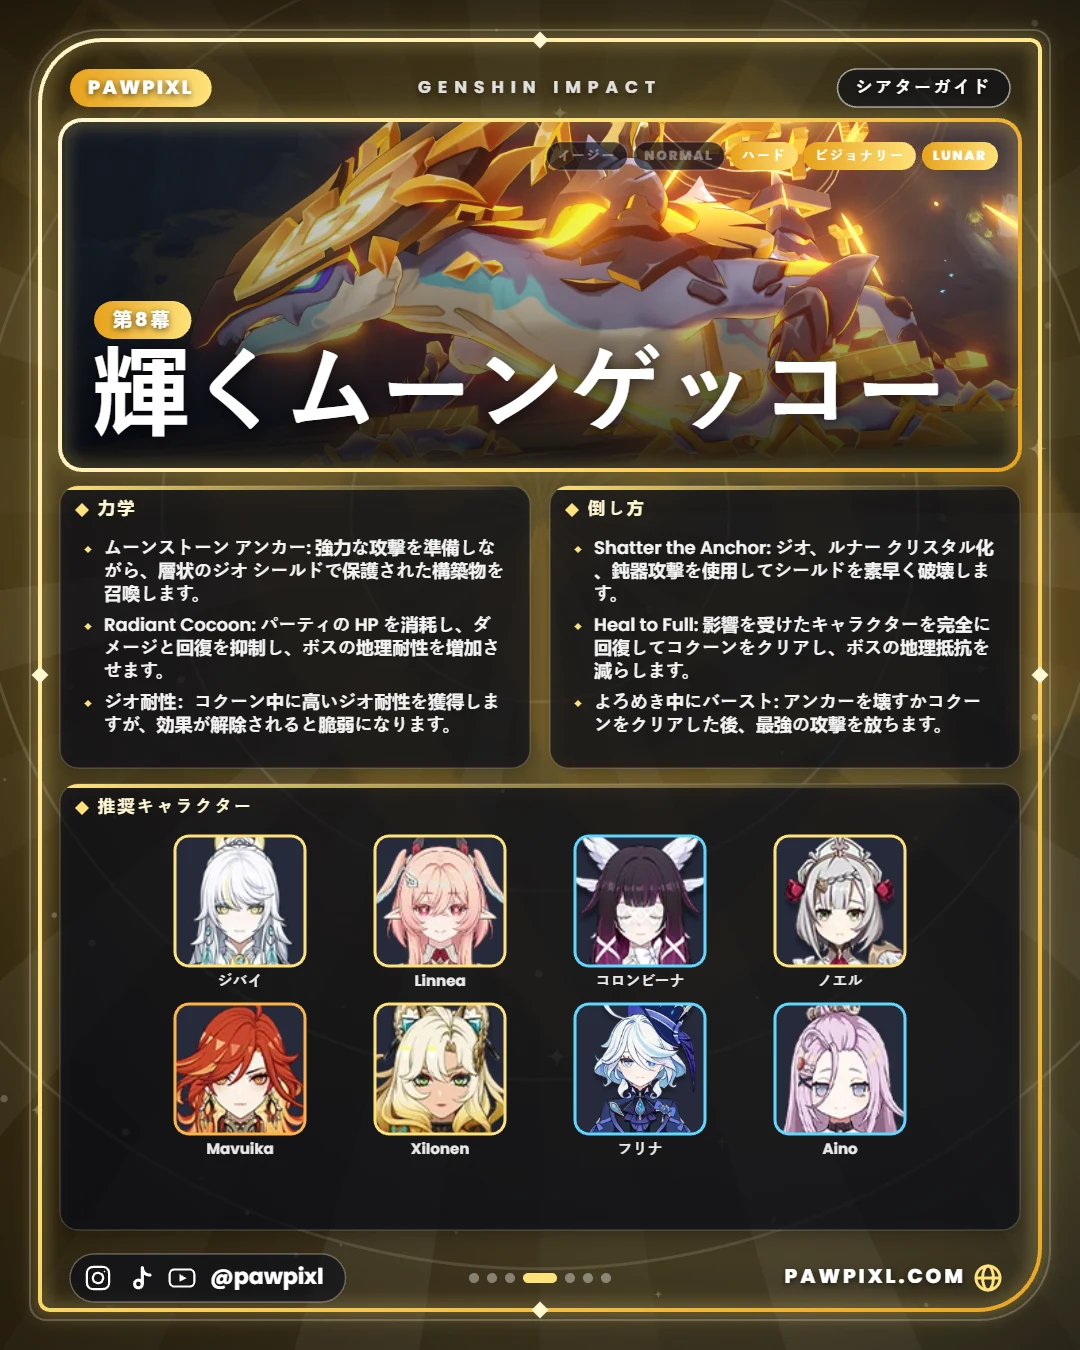 PAWPIXL
GENSHIN IMPACT
シアターガイド
イージー
NORMAL
ハード
ビジョナリー
LUNAR
第8幕
輝くムーンゲッコー
力学
ムーンストーン アンカー: 強力な攻撃を準備しな
がら、層状のジオ シールドで保護された構築物を
召喚します。
Radiant Cocoon: パーティの HP を消耗し、ダ
メージと回復を抑制し、ボスの地理耐性を増加さ
せます。
ジオ耐性: コクーン中に高いジオ耐性を獲得しま
すが、効果が解除されると脆弱になります。
倒し方
Shatter the Anchor: ジオ、ルナー クリスタル化
、鈍器攻撃を使用してシールドを素早く破壊しま
す。
Heal to Full: 影響を受けたキャラクターを完全に
回復してコクーンをクリアし、ボスの地理抵抗を
減らします。
よろめき中にバースト: アンカーを壊すかコクー
ンをクリアした後、最強の攻撃を放ちます。
推奨キャラクター
ジバイ
Linnea
コロンビーナ
ノエル
Mavuika
Xilonen
フリナ
Aino
@pawpixl
PAWPIXL.COM